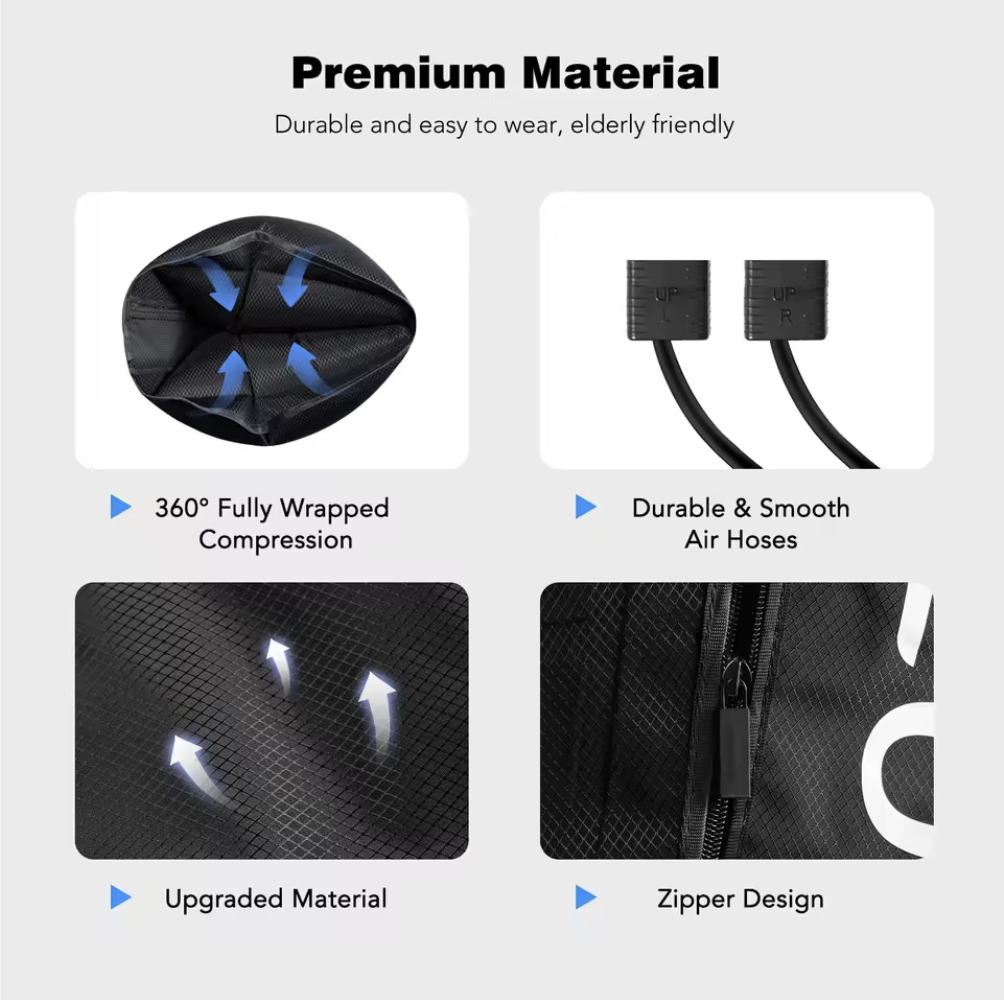 Premium Material
Durable and easy to wear, elderly friendly
UP
L
UP
R
360° Fully Wrapped
Compression
Durable & Smooth
Air Hoses
Upgraded Material
Zipper Design